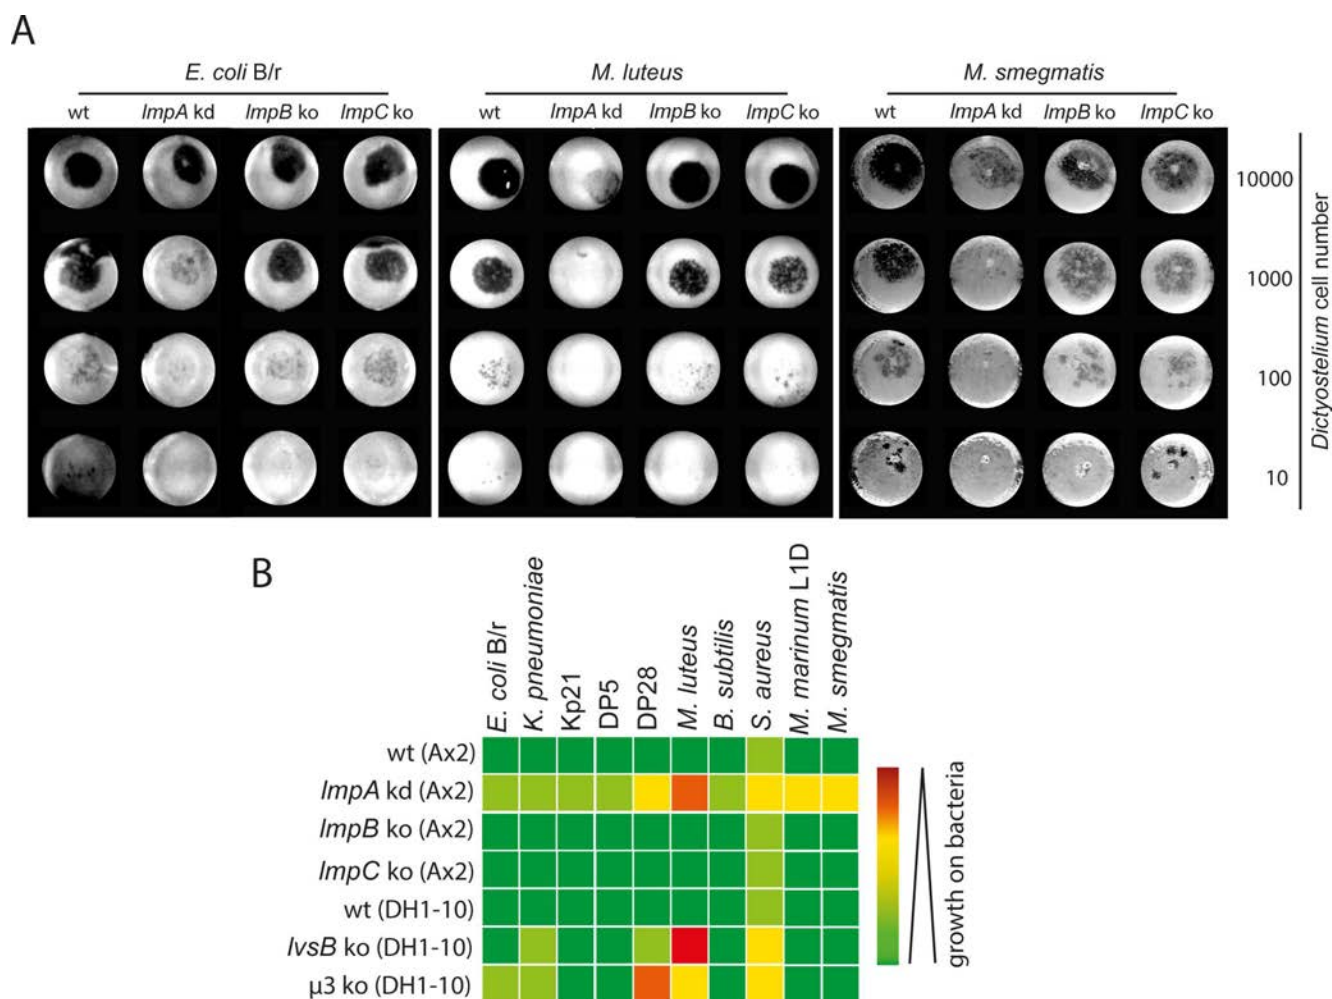 A
E. coli B/r
M. luteus
M. smegmatis
wt lmpA kd lmpB ko lmpC ko
wt lmpA kd lmpB ko lmpC ko
wt lmpA kd lmpB ko lmpC ko
10000
1000
100
10
Dictyostelium cell number
B
E. coli B/r
K. pneumoniae
Kp21
DP5
DP28
M. luteus
B. subtilis
S. aureus
M. marinum L1D
M. smegmatis
wt (Ax2)
lmpA kd (Ax2)
lmpB ko (Ax2)
lmpC ko (Ax2)
wt (DH1-10)
lvsB ko (DH1-10)
μ3 ko (DH1-10)
growth on bacteria